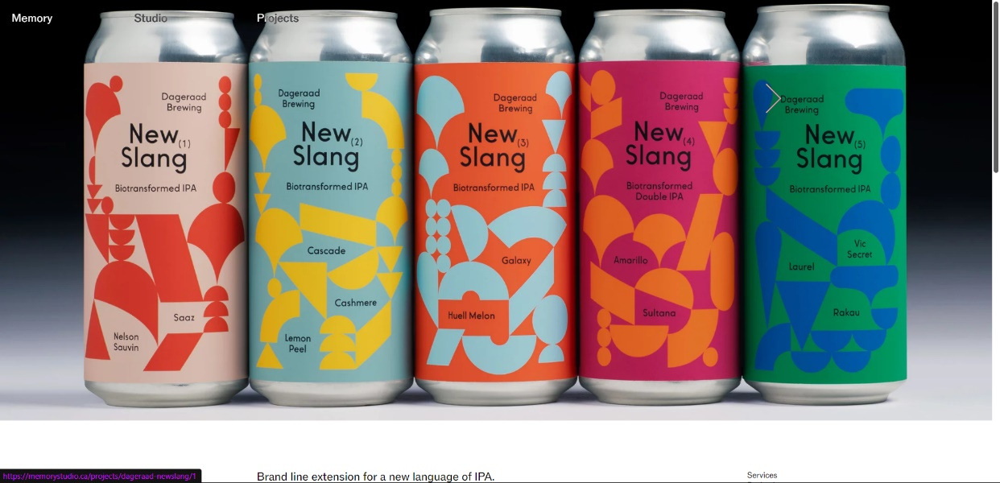 Memory
Studio
Projects
Dageraad
Brewing
New (1)
Slang
Biotransformed IPA
Saaz
Nelson
Sauvin
Dageraad
Brewing
New (2)
Slang
Biotransformed IPA
Cascade
Cashmere
Lemon
Peel
Dageraad
Brewing
New (3)
Slang
Biotransformed IPA
Galaxy
Huell Melon
Dageraad
Brewing
New (4)
Slang
Biotransformed
Double IPA
Amarillo
Sultana
Dageraad
Brewing
New (5)
Slang
Biotransformed IPA
Vic
Secret
Laurel
Rakau
https://memorystudio.ca/projects/dageraad-newslang/1
Brand line extension for a new language of IPA.
Services